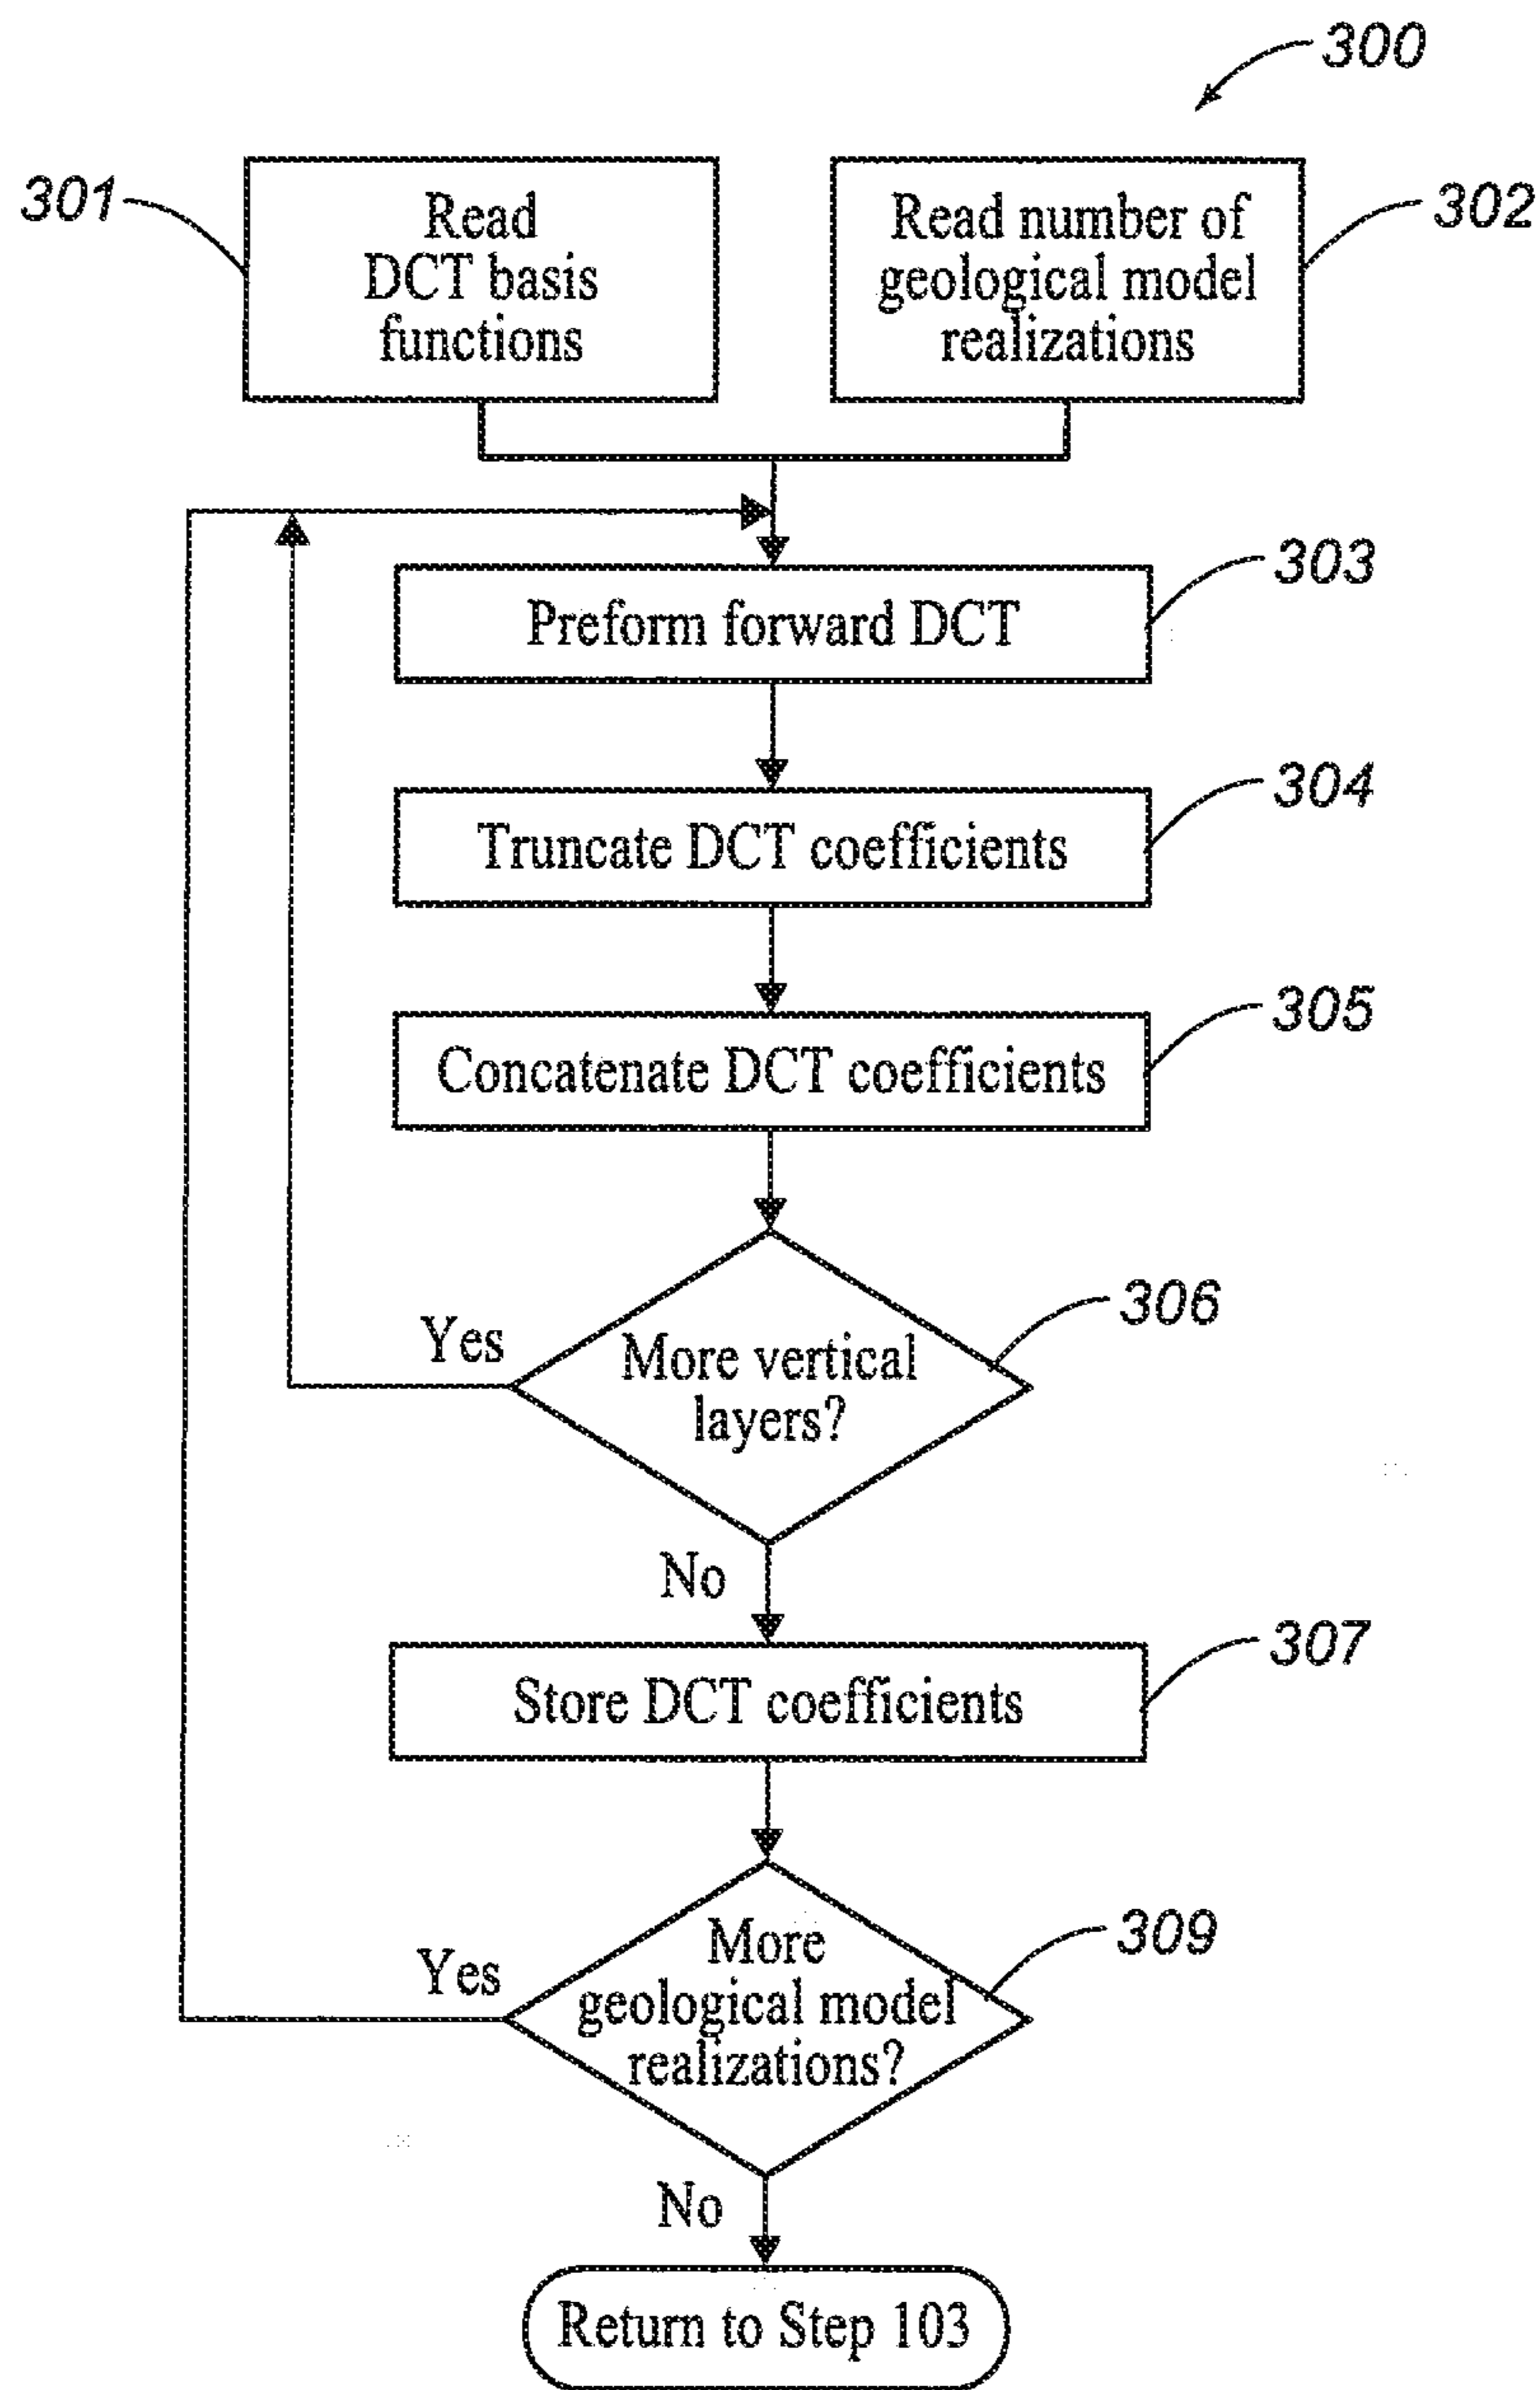 300
301
Read
DCT basis
functions
Read number of
geological model
realizations
302
Preform forward DCT
303
Truncate DCT coefficients
304
Concatenate DCT coefficients
305
More vertical
layers?
306
Yes
No
Store DCT coefficients
307
More
geological model
realizations?
309
Yes
No
Return to Step 103